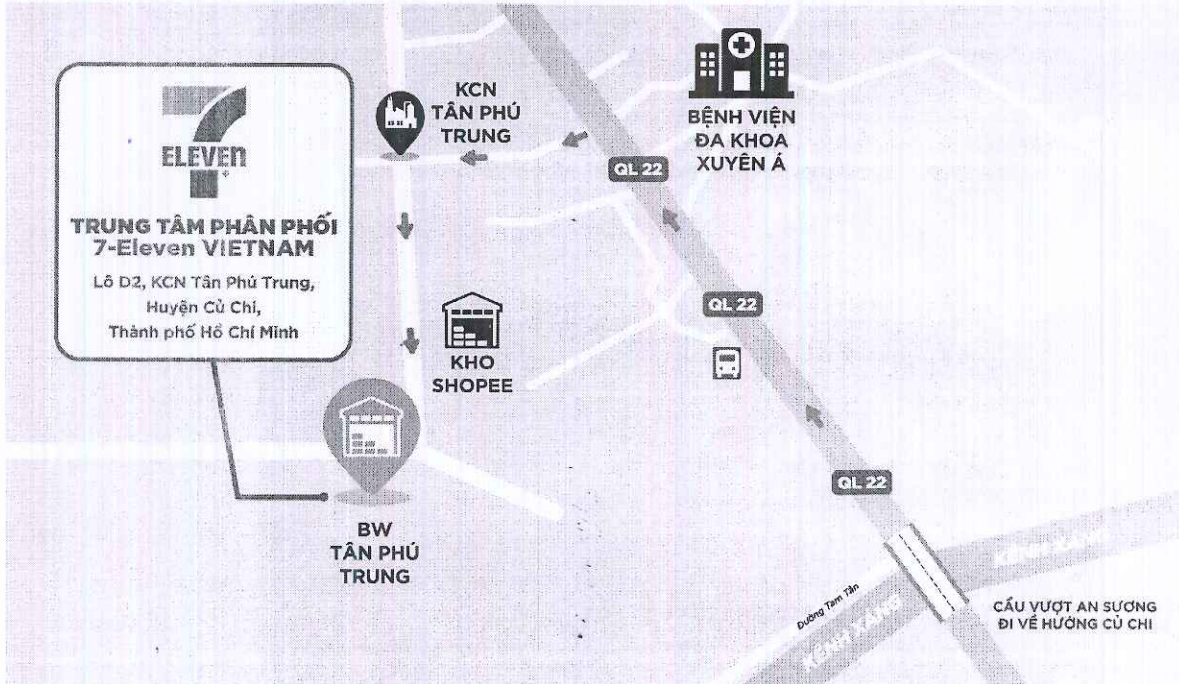 7
ELEVEN
TRUNG TÂM PHÂN PHỐI
7-Eleven VIETNAM
Lô D2, KCN Tân Phú Trung,
Huyện Củ Chi,
Thành phố Hồ Chí Minh
KCN
TÂN PHÚ
TRUNG
BỆNH VIỆN
ĐA KHOA
XUYÊN Á
QL 22
QL 22
KHO
SHOPEE
QL 22
BW
TÂN PHÚ
TRUNG
KÊNH XÁNG
Đường Tam Tân
KÊNH XÁNG
CẦU VƯỢT AN SƯƠNG
ĐI VỀ HƯỚNG CỦ CHI